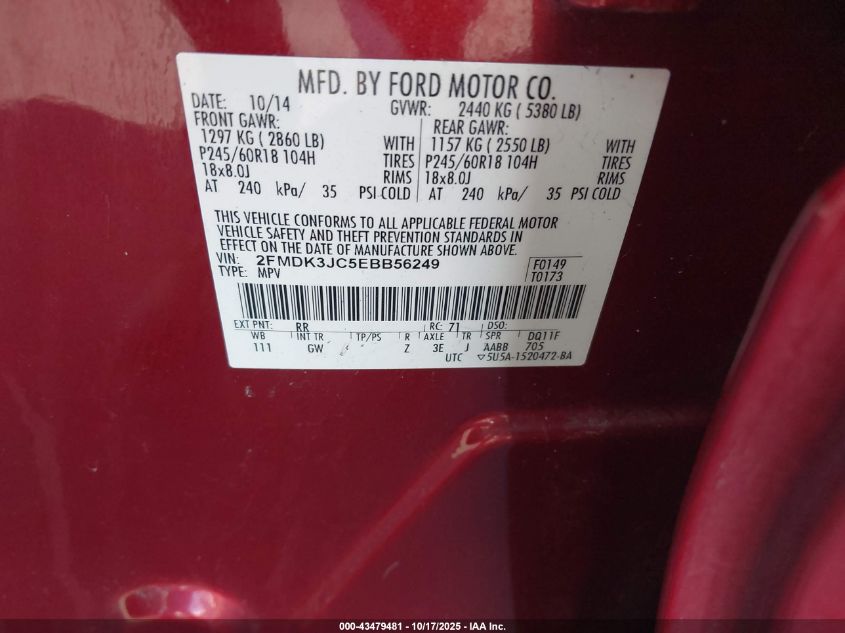 MFD. BY FORD MOTOR CO.
DATE: 10/14 GVWR: 2440 KG ( 5380 LB)
FRONT GAWR: REAR GAWR:
1297 KG ( 2860 LB) WITH 1157 KG ( 2550 LB) WITH
P245/60R18 104H TIRES P245/60R18 104H TIRES
18x8.0J RIMS 18x8.0J RIMS
AT 240 kPa/ 35 PSI COLD AT 240 kPa/ 35 PSI COLD
THIS VEHICLE CONFORMS TO ALL APPLICABLE FEDERAL MOTOR
VEHICLE SAFETY AND THEFT PREVENTION STANDARDS IN
EFFECT ON THE DATE OF MANUFACTURE SHOWN ABOVE.
VIN: 2FMDK3JC5EBB56249 F0149
TYPE: MPV T0173
EXT PNT: RR RC: 71 DSO:
WB INT TR TP/PS R AXLE TR SPR DQ11F
111 GW Z 3E J AABB 705
UTC ▽5U5A-1520472-BA
000-43479481 - 10/17/2025 - IAA Inc.